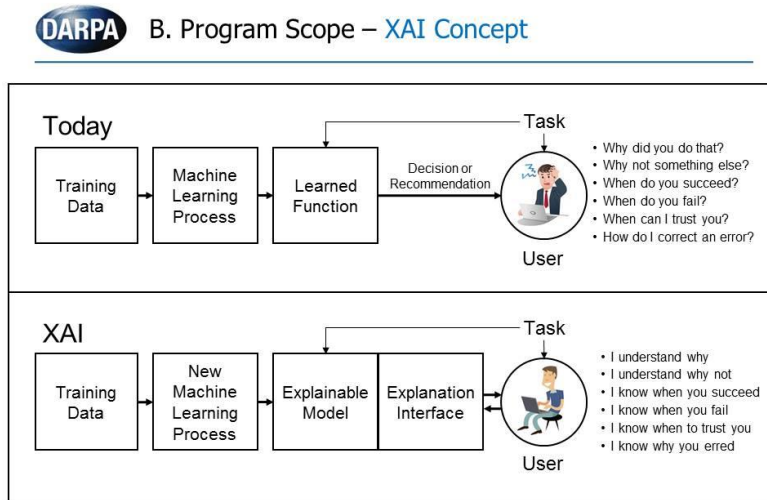 DARPA
B. Program Scope – XAI Concept
Today
Training
Data
Machine
Learning
Process
Learned
Function
Decision or
Recommendation
Task
User
• Why did you do that?
• Why not something else?
• When do you succeed?
• When do you fail?
• When can I trust you?
• How do I correct an error?
XAI
Training
Data
New
Machine
Learning
Process
Explainable
Model
Explanation
Interface
Task
User
• I understand why
• I understand why not
• I know when you succeed
• I know when you fail
• I know when to trust you
• I know why you erred